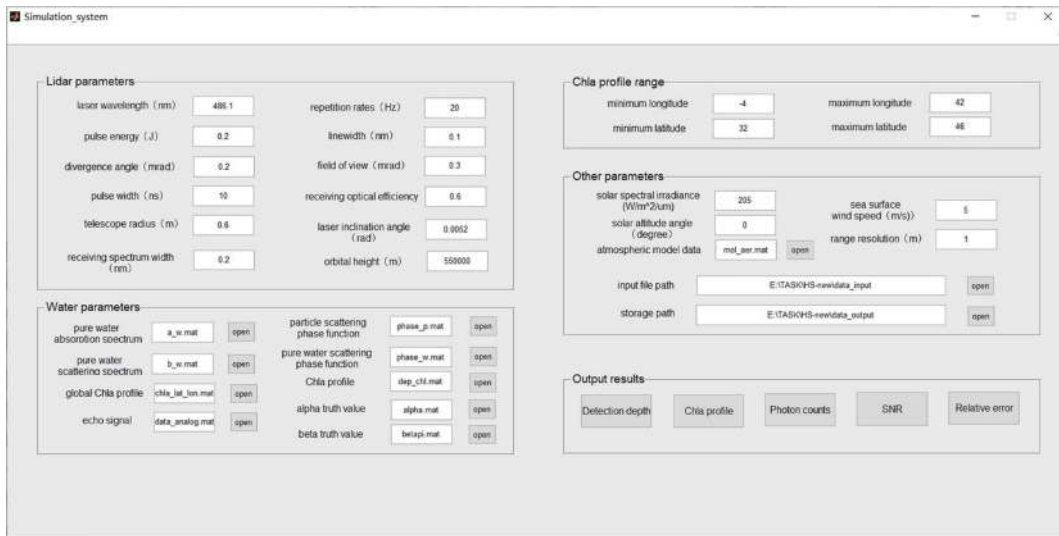 Simulation_system
Lidar parameters
laser wavelength (nm) 486.1
repetition rates (Hz) 20
pulse energy (J) 0.2
linewidth (nm) 0.1
divergence angle (mrad) 0.2
field of view (mrad) 0.3
pulse width (ns) 10
receiving optical efficiency 0.6
telescope radius (m) 0.6
laser inclination angle
(rad) 0.0052
receiving spectrum width
(nm) 0.2
orbital height (m) 550000
Water parameters
pure water
absorption spectrum a_w.mat open
particle scattering
phase function phase_p.mat open
pure water
scattering spectrum b_w.mat open
pure water scattering
phase function phase_w.mat open
global Chla profile chla_lat_lon.mat open
Chla profile dep_chl.mat open
echo signal data_analog.mat open
alpha truth value alpha.mat open
beta truth value betapi.mat open
Chla profile range
minimum longitude -4
maximum longitude 42
minimum latitude 32
maximum latitude 46
Other parameters
solar spectral irradiance
(W/m^2/um) 205
sea surface
wind speed (m/s)) 5
solar altitude angle
(degree) 0
range resolution (m) 1
atmospheric model data mol_aer.mat open
input file path E:\TASK\HS-new\data_input open
storage path E:\TASK\HS-new\data_output open
Output results
Detection depth
Chla profile
Photon counts
SNR
Relative error